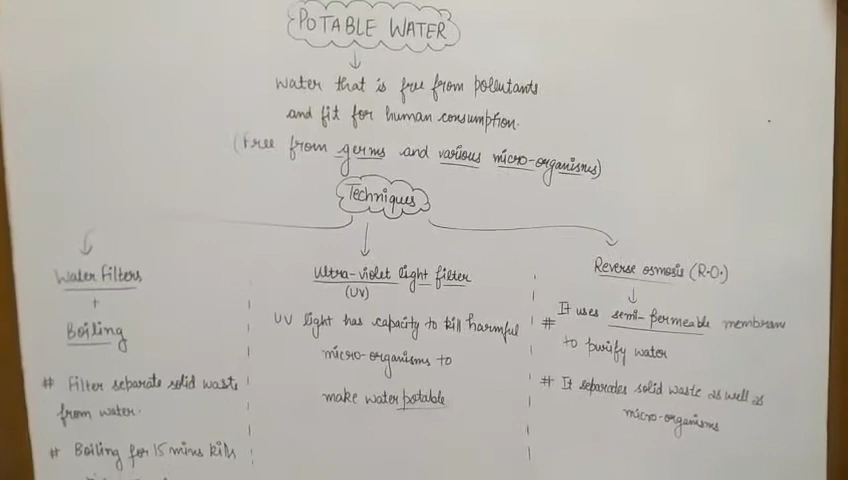 POTABLE WATER
Water that is free from pollutants
and fit for human consumption.
(Free from germs and various micro-organisms)
Techniques
Water Filters
+
Boiling
# Filter separate solid waste
from water.
# Boiling for 15 mins kills
Ultra-violet light filter
(UV)
UV light has capacity to kill harmful
micro-organisms to
make water potable
Reverse osmosis (R.O.)
# It uses semi-permeable membrane
to purify water
# It separates solid waste as well as
micro-organisms